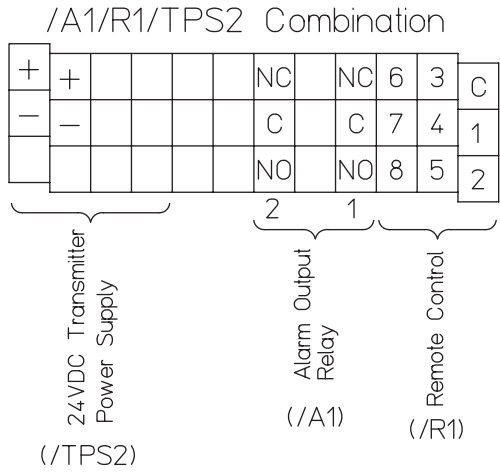 /A1/R1/TPS2 Combination
+ + NC NC 6 3 C
− − C C 7 4 1
NO NO 8 5 2
2 1
24VDC Transmitter
Power Supply
(/TPS2)
Alarm Output
Relay
(/A1)
Remote Control
(/R1)